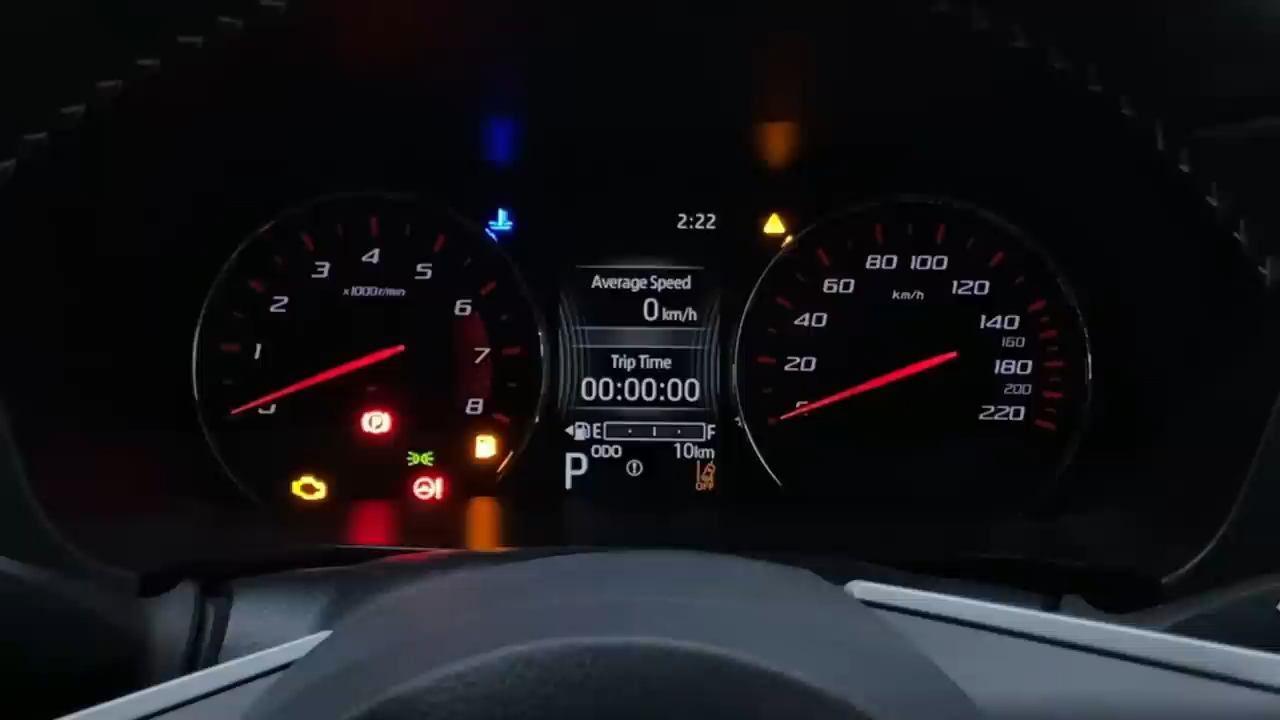 2:22
Average Speed
0 km/h
Trip Time
00:00:00
E F
ODO 10km
P
OFF
1
2
3
4
5
6
7
8
x1000r/min
P
20
40
60
80
100
120
140
160
180
200
220
km/h